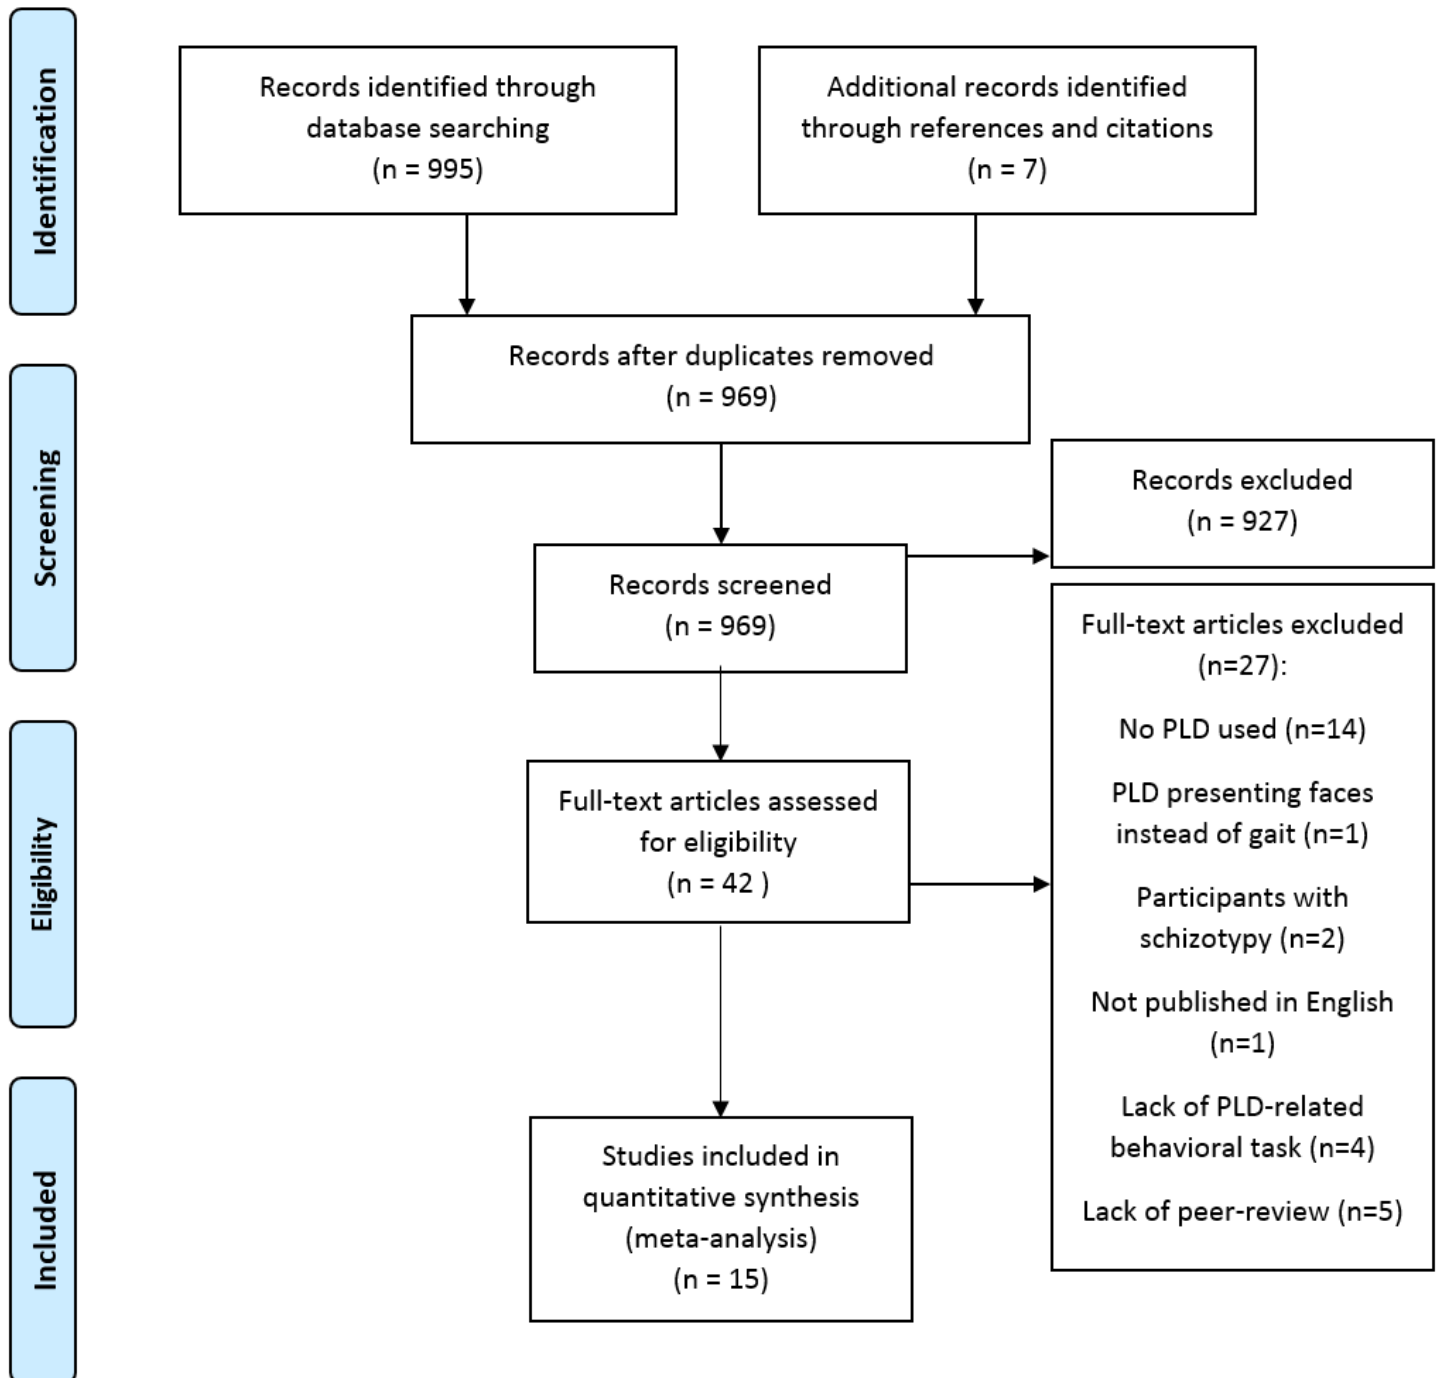 Identification
Records identified through
database searching
(n = 995)
Additional records identified
through references and citations
(n = 7)
Records after duplicates removed
(n = 969)
Screening
Records screened
(n = 969)
Records excluded
(n = 927)
Eligibility
Full-text articles assessed
for eligibility
(n = 42 )
Full-text articles excluded
(n=27):
No PLD used (n=14)
PLD presenting faces
instead of gait (n=1)
Participants with
schizotypy (n=2)
Not published in English
(n=1)
Lack of PLD-related
behavioral task (n=4)
Lack of peer-review (n=5)
Included
Studies included in
quantitative synthesis
(meta-analysis)
(n = 15)